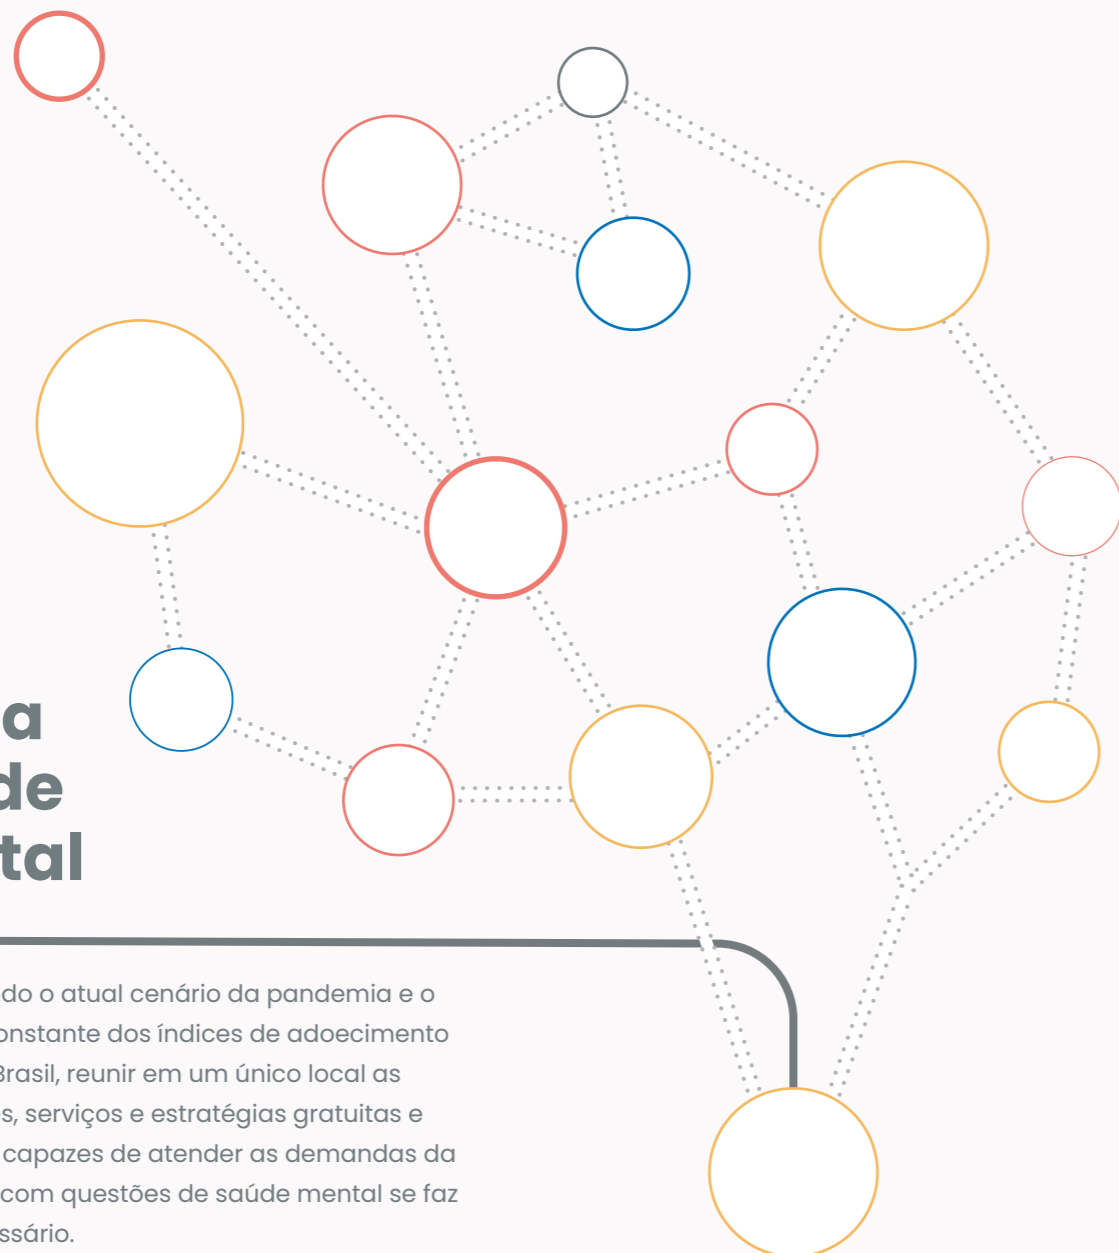 a
de
tal
do o atual cenário da pandemia e o
onstante dos índices de adoecimento
Brasil, reunir em um único local as
s, serviços e estratégias gratuitas e
capazes de atender as demandas da
com questões de saúde mental se faz
ssário.